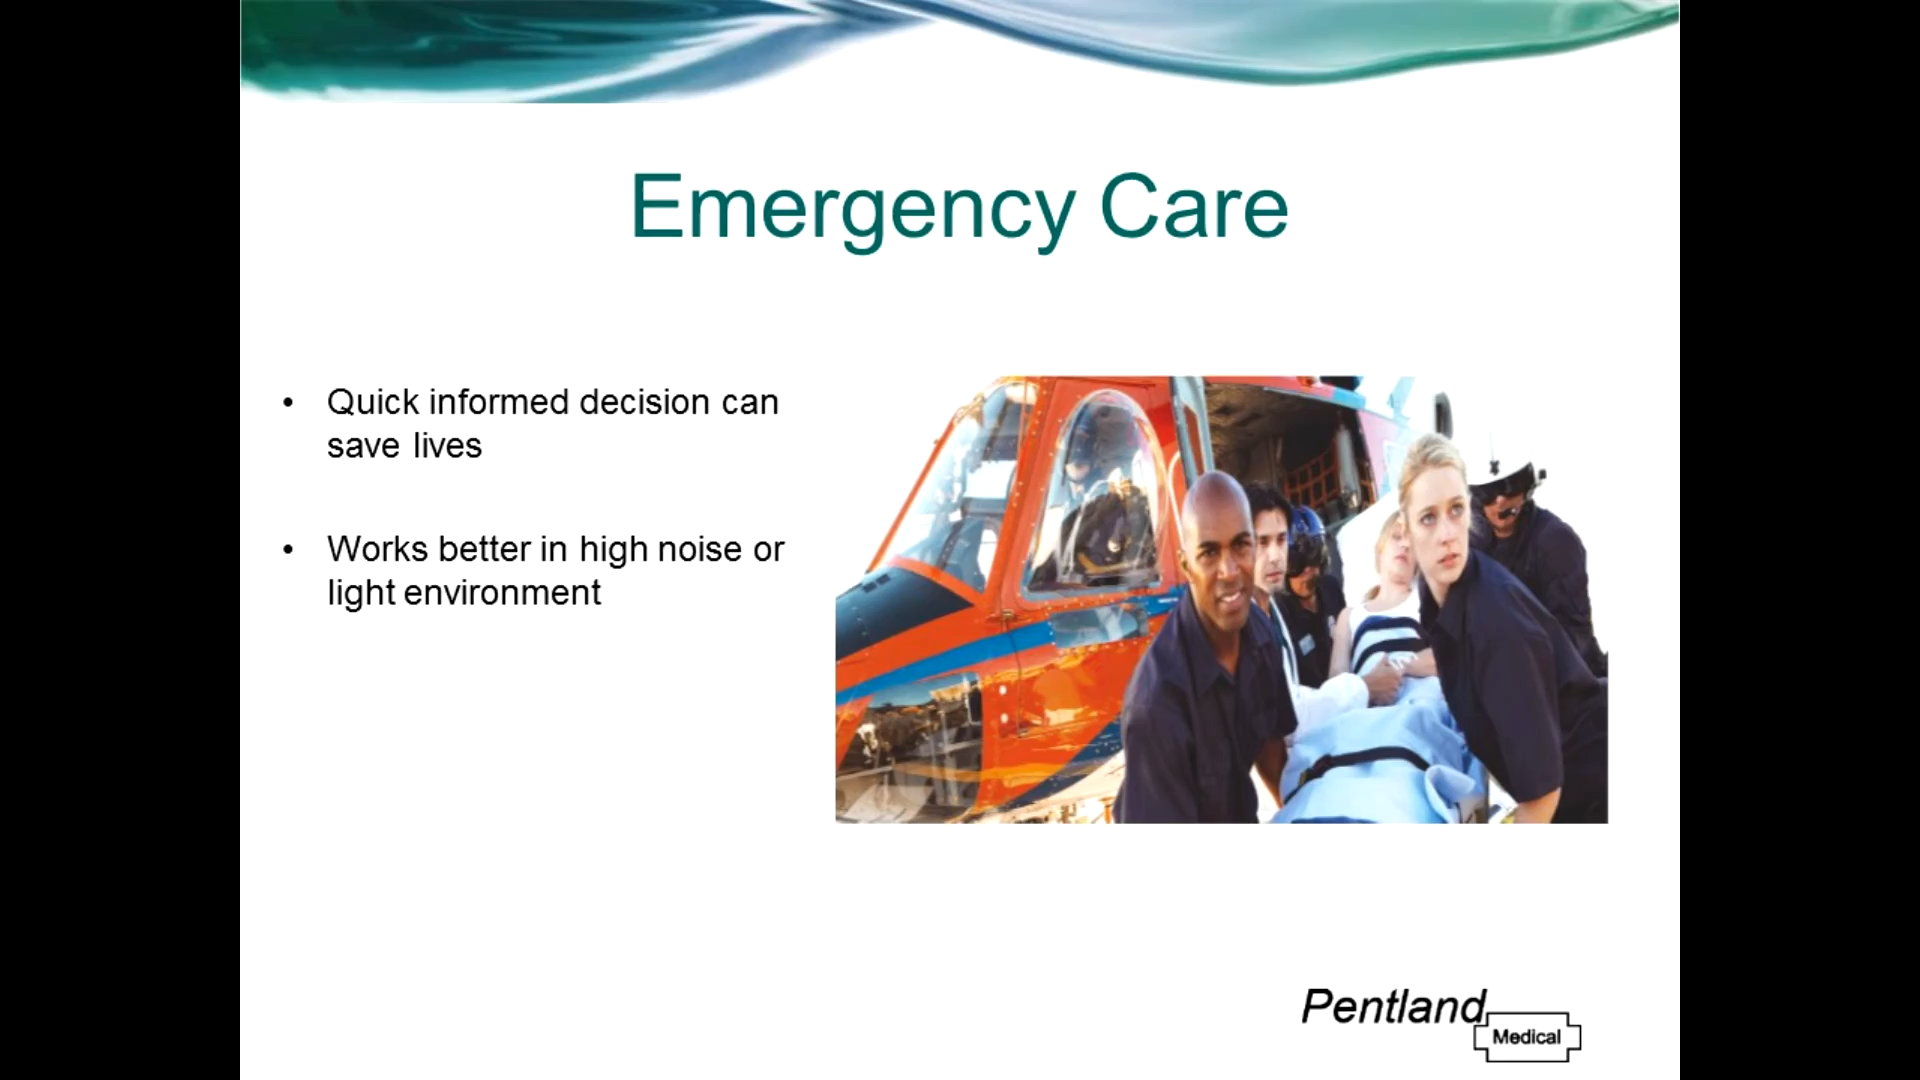 Emergency Care
• Quick informed decision can
save lives
• Works better in high noise or
light environment
Pentland
Medical